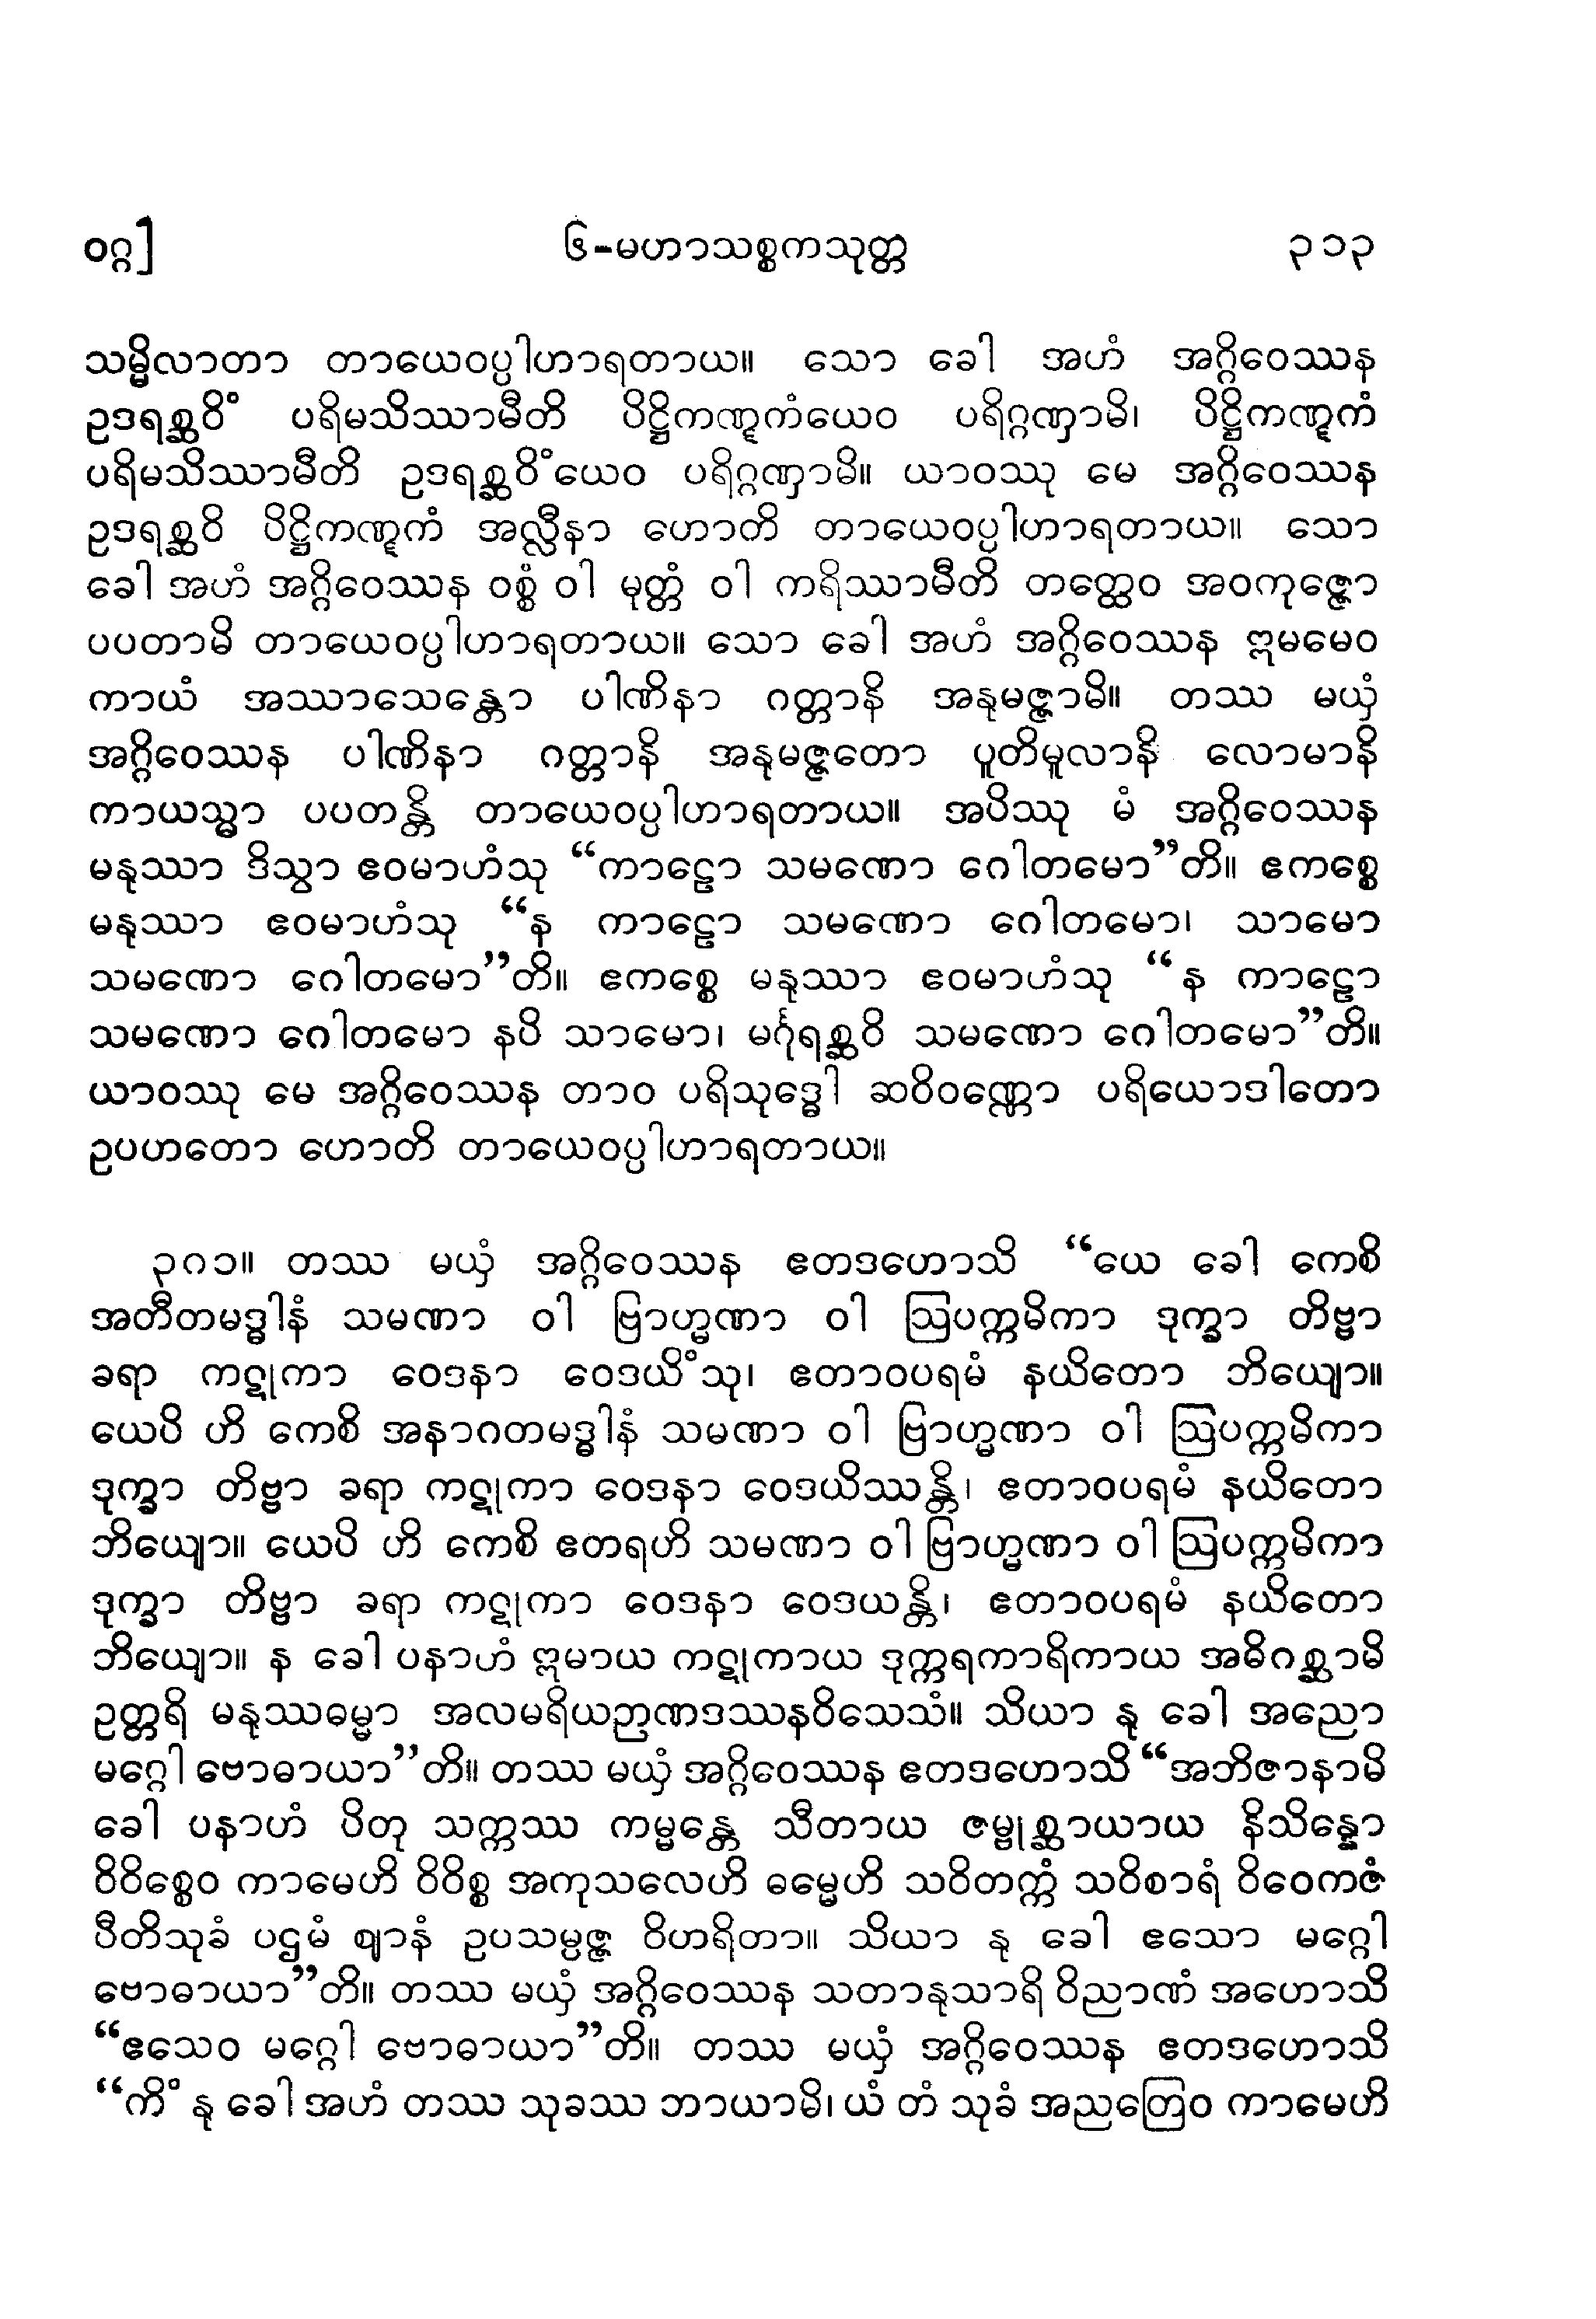 ဝဂ္ဂ] ၆-မဟာသစ္စကသုတ္တ ၃၁၃
သမ္မိလာတာ တာယေဝပ္ပါဟာရတာယ။ သော ခေါ အဟံ အဂ္ဂိဝေဿန
ဥဒရစ္ဆဝိံ ပရိမသိဿာမီတိ ပိဋ္ဌိကဏ္ဋကံယေဝ ပရိဂ္ဂဏှာမိ၊ ပိဋ္ဌိကဏ္ဋကံ
ပရိမသိဿာမီတိ ဥဒရစ္ဆဝိံယေဝ ပရိဂ္ဂဏှာမိ။ ယာဝဿု မေ အဂ္ဂိဝေဿန
ဥဒရစ္ဆဝိ ပိဋ္ဌိကဏ္ဋကံ အလ္လီနာ ဟောတိ တာယေဝပ္ပါဟာရတာယ။ သော
ခေါ အဟံ အဂ္ဂိဝေဿန ဝစ္စံ ဝါ မုတ္တံ ဝါ ကရိဿာမီတိ တတ္ထေဝ အဝကုဇ္ဇော
ပပတာမိ တာယေဝပ္ပါဟာရတာယ။ သော ခေါ အဟံ အဂ္ဂိဝေဿန ဣမမေဝ
ကာယံ အဿာသေန္တော ပါဏိနာ ဂတ္တာနိ အနုမဇ္ဇာမိ။ တဿ မယှံ
အဂ္ဂိဝေဿန ပါဏိနာ ဂတ္တာနိ အနုမဇ္ဇတော ပူတိမူလာနိ လောမာနိ
ကာယသ္မာ ပပတန္တိ တာယေဝပ္ပါဟာရတာယ။ အပိဿု မံ အဂ္ဂိဝေဿန
မနုဿာ ဒိသွာ ဧဝမာဟံသု “ကာဠော သမဏော ဂေါတမော”တိ။ ဧကစ္စေ
မနုဿာ ဧဝမာဟံသု “န ကာဠော သမဏော ဂေါတမော၊ သာမော
သမဏော ဂေါတမော”တိ။ ဧကစ္စေ မနုဿာ ဧဝမာဟံသု “န ကာဠော
သမဏော ဂေါတမော နပိ သာမော၊ မင်္ဂုရစ္ဆဝိ သမဏော ဂေါတမော”တိ။
ယာဝဿု မေ အဂ္ဂိဝေဿန တာဝ ပရိသုဒ္ဓေါ ဆဝိဝဏ္ဏော ပရိယောဒါတော
ဥပဟတော ဟောတိ တာယေဝပ္ပါဟာရတာယ။
၃၈၁။ တဿ မယှံ အဂ္ဂိဝေဿန ဧတဒဟောသိ “ယေ ခေါ ကေစိ
အတီတမဒ္ဓါနံ သမဏာ ဝါ ဗြာဟ္မဏာ ဝါ ဩပက္ကမိကာ ဒုက္ခာ တိဗ္ဗာ
ခရာ ကဋုကာ ဝေဒနာ ဝေဒယိံသု၊ ဧတာဝပရမံ နယိတော ဘိယျော။
ယေပိ ဟိ ကေစိ အနာဂတမဒ္ဓါနံ သမဏာ ဝါ ဗြာဟ္မဏာ ဝါ ဩပက္ကမိကာ
ဒုက္ခာ တိဗ္ဗာ ခရာ ကဋုကာ ဝေဒနာ ဝေဒယိဿန္တိ၊ ဧတာဝပရမံ နယိတော
ဘိယျော။ ယေပိ ဟိ ကေစိ ဧတရဟိ သမဏာ ဝါ ဗြာဟ္မဏာ ဝါ ဩပက္ကမိကာ
ဒုက္ခာ တိဗ္ဗာ ခရာ ကဋုကာ ဝေဒနာ ဝေဒယန္တိ၊ ဧတာဝပရမံ နယိတော
ဘိယျော။ န ခေါ ပနာဟံ ဣမာယ ကဋုကာယ ဒုက္ကရကာရိကာယ အဓိဂစ္ဆာမိ
ဥတ္တရိ မနုဿဓမ္မာ အလမရိယဉာဏဒဿနဝိသေသံ။ သိယာ နု ခေါ အညော
မဂ္ဂေါ ဗောဓာယာ”တိ။ တဿ မယှံ အဂ္ဂိဝေဿန ဧတဒဟောသိ “အဘိဇာနာမိ
ခေါ ပနာဟံ ပိတု သက္ကဿ ကမ္မန္တေ သီတာယ ဇမ္ဗုစ္ဆာယာယ နိသိန္နော
ဝိဝိစ္စေဝ ကာမေဟိ ဝိဝိစ္စ အကုသလေဟိ ဓမ္မေဟိ သဝိတက္ကံ သဝိစာရံ ဝိဝေကဇံ
ပီတိသုခံ ပဌမံ ဈာနံ ဥပသမ္ပဇ္ဇ ဝိဟရိတာ။ သိယာ နု ခေါ ဧသော မဂ္ဂေါ
ဗောဓာယာ”တိ။ တဿ မယှံ အဂ္ဂိဝေဿန သတာနုသာရိ ဝိညာဏံ အဟောသိ
“ဧသေဝ မဂ္ဂေါ ဗောဓာယာ”တိ။ တဿ မယှံ အဂ္ဂိဝေဿန ဧတဒဟောသိ
“ကိံ နု ခေါ အဟံ တဿ သုခဿ ဘာယာမိ၊ ယံ တံ သုခံ အညတြေဝ ကာမေဟိ